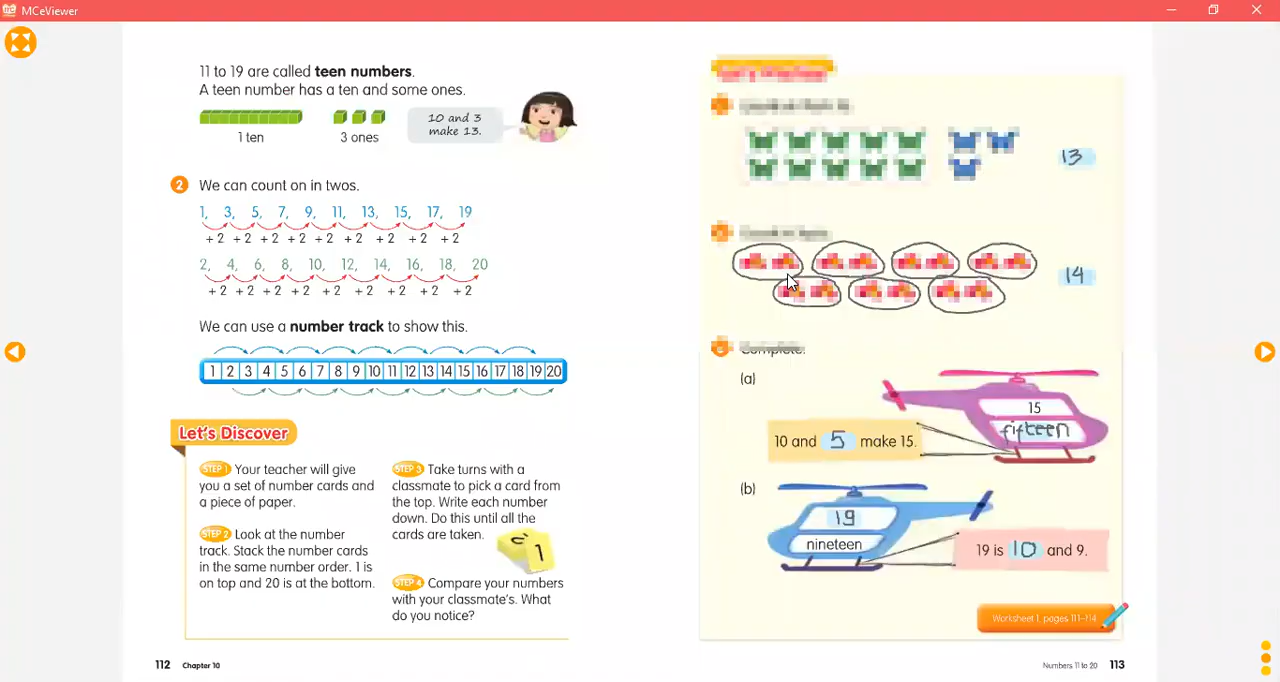 MCeViewer
11 to 19 are called teen numbers.
A teen number has a ten and some ones.
1 ten
3 ones
10 and 3
make 13.
2 We can count on in twos.
1, 3, 5, 7, 9, 11, 13, 15, 17, 19
+2 +2 +2 +2 +2 +2 +2 +2 +2
2, 4, 6, 8, 10, 12, 14, 16, 18, 20
+2 +2 +2 +2 +2 +2 +2 +2 +2
We can use a number track to show this.
1 2 3 4 5 6 7 8 9 10 11 12 13 14 15 16 17 18 19 20
Let's Discover
STEP 1 Your teacher will give
you a set of number cards and
a piece of paper.
STEP 2 Look at the number
track. Stack the number cards
in the same number order. 1 is
on top and 20 is at the bottom.
STEP 3 Take turns with a
classmate to pick a card from
the top. Write each number
down. Do this until all the
cards are taken.
1
STEP 4 Compare your numbers
with your classmate's. What
do you notice?
112 Chapter 10
13
14
Complete.
(a)
15
fifteen
10 and 5 make 15.
(b)
19
nineteen
19 is 10 and 9.
Worksheet 1, pages 111–114
Numbers 11 to 20 113